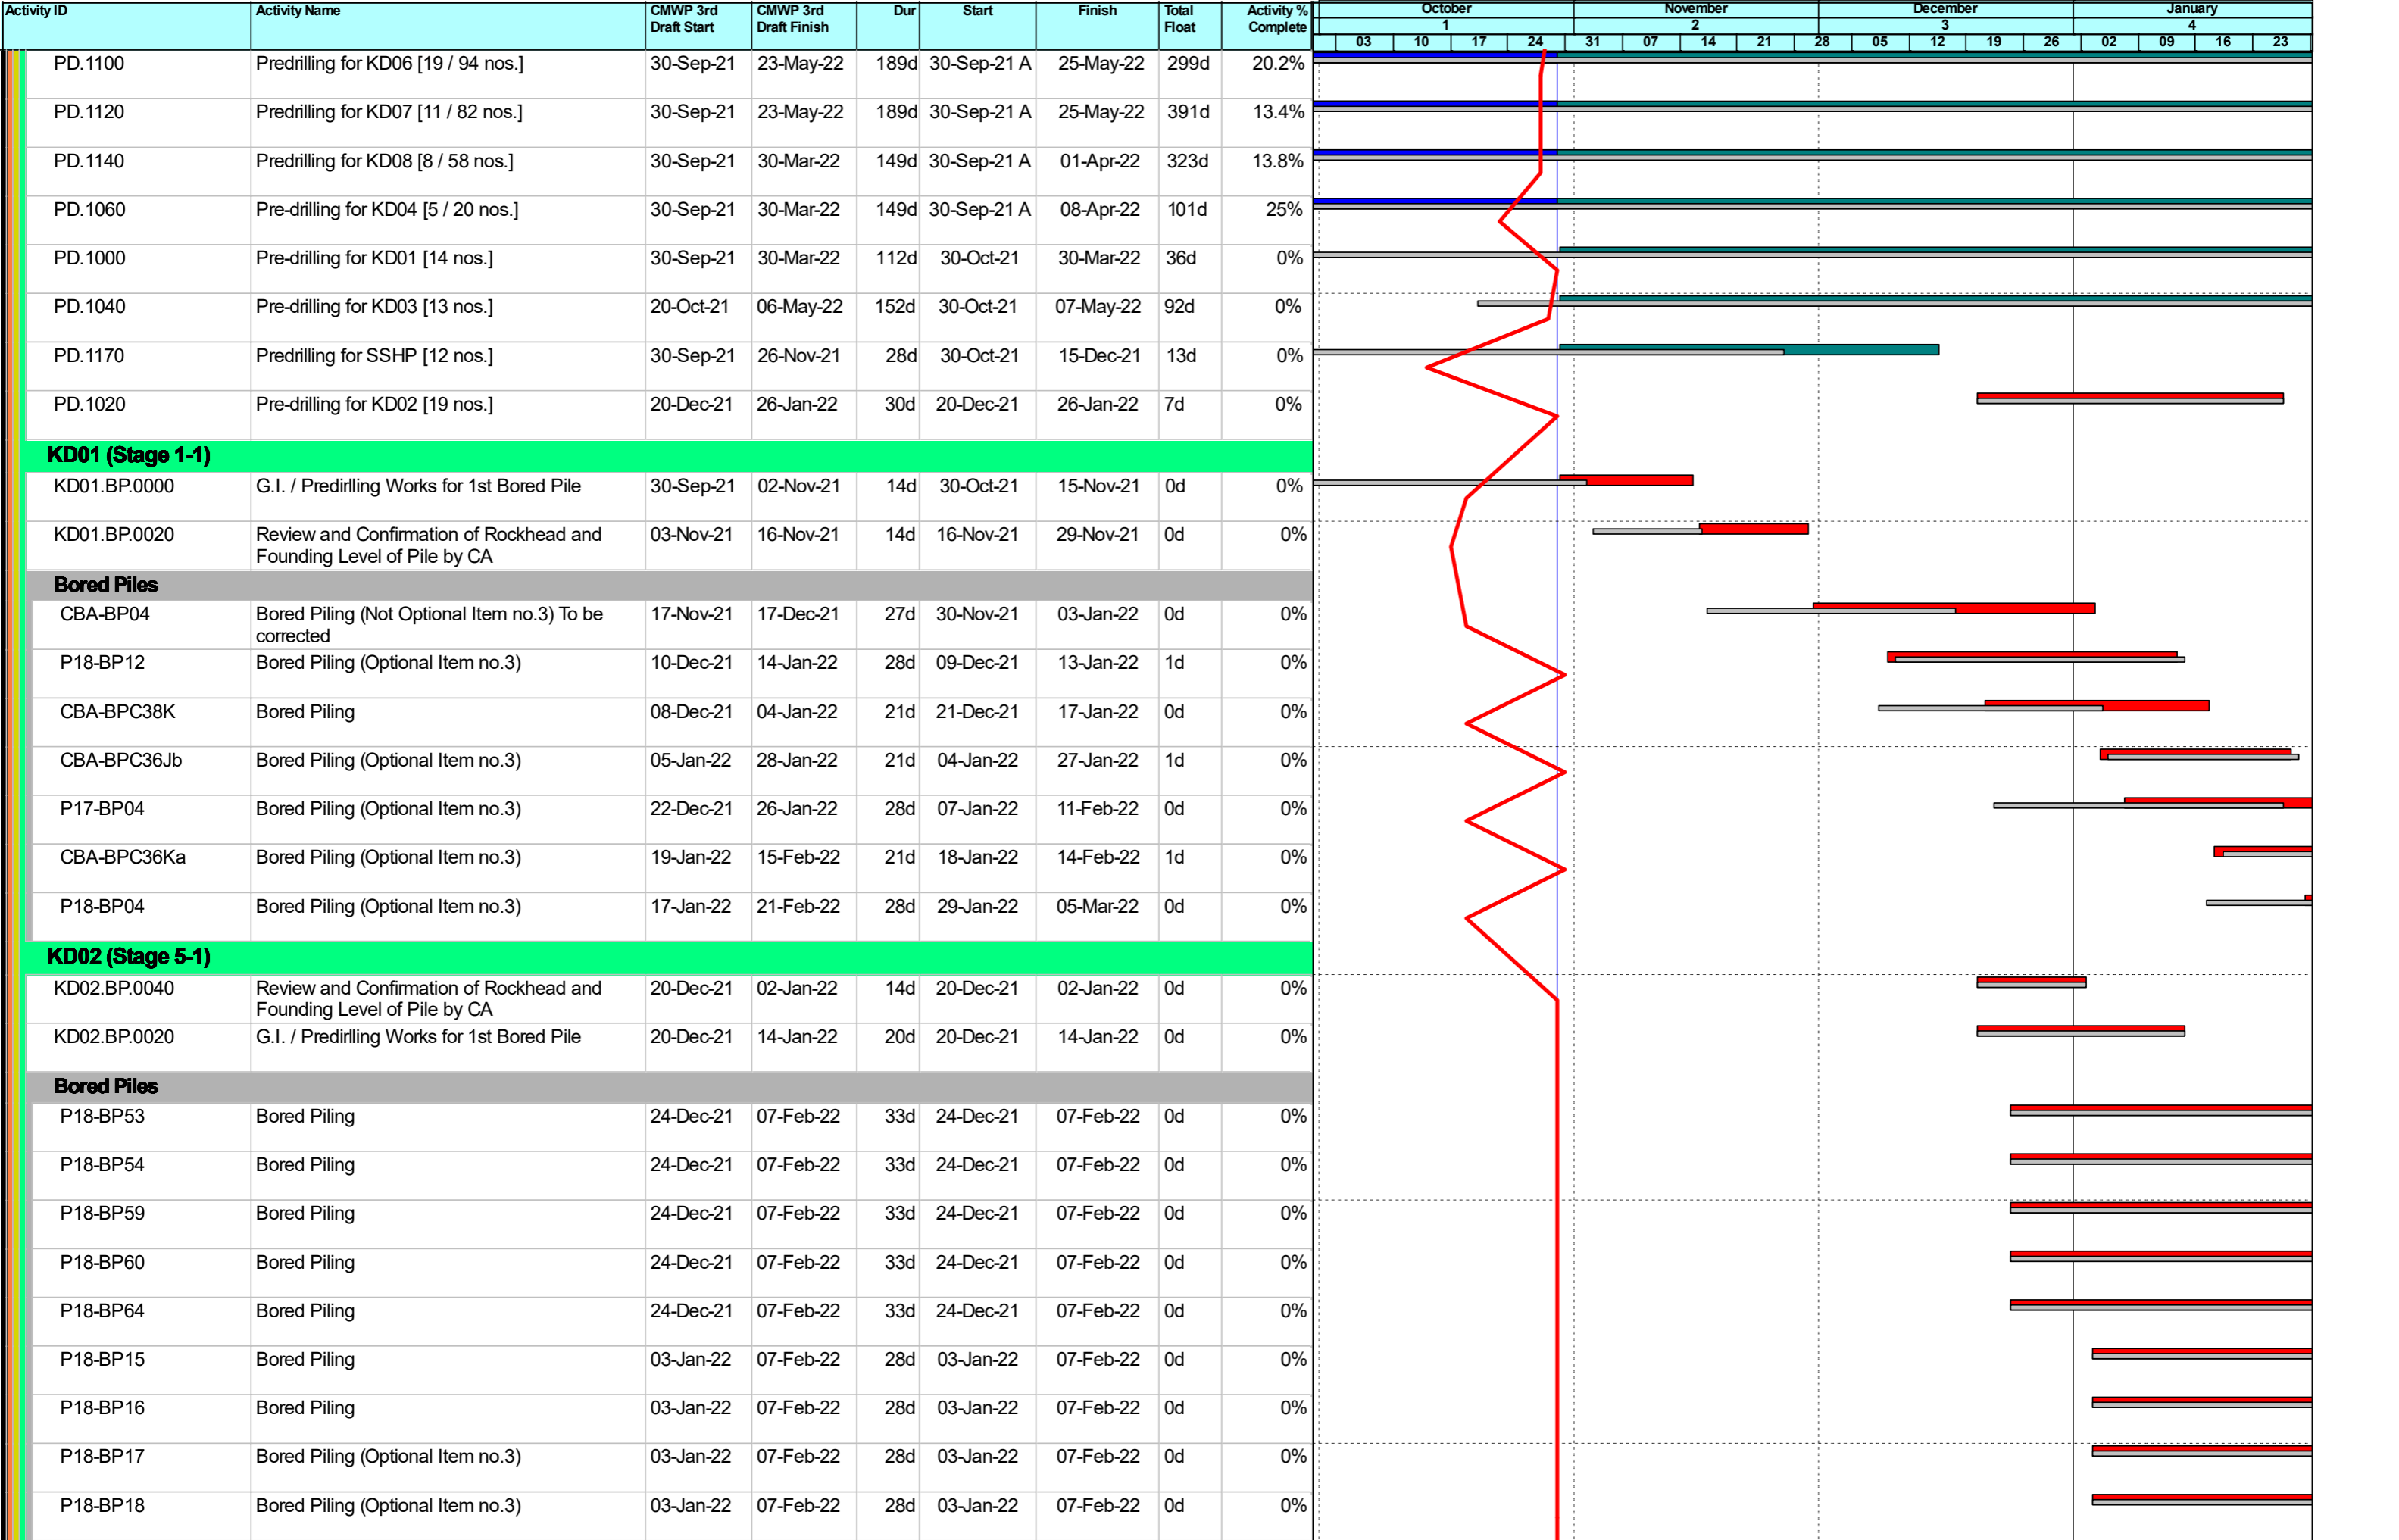 Activity ID Activity Name CMWP 3rd Draft Start CMWP 3rd Draft Finish Dur Start Finish Total Float Activity % Complete
October November December January
1 2 3 4
03 10 17 24 31 07 14 21 28 05 12 19 26 02 09 16 23
PD.1100 Predrilling for KD06 [19 / 94 nos.] 30-Sep-21 23-May-22 189d 30-Sep-21 A 25-May-22 299d 20.2%
PD.1120 Predrilling for KD07 [11 / 82 nos.] 30-Sep-21 23-May-22 189d 30-Sep-21 A 25-May-22 391d 13.4%
PD.1140 Predrilling for KD08 [8 / 58 nos.] 30-Sep-21 30-Mar-22 149d 30-Sep-21 A 01-Apr-22 323d 13.8%
PD.1060 Pre-drilling for KD04 [5 / 20 nos.] 30-Sep-21 30-Mar-22 149d 30-Sep-21 A 08-Apr-22 101d 25%
PD.1000 Pre-drilling for KD01 [14 nos.] 30-Sep-21 30-Mar-22 112d 30-Oct-21 30-Mar-22 36d 0%
PD.1040 Pre-drilling for KD03 [13 nos.] 20-Oct-21 06-May-22 152d 30-Oct-21 07-May-22 92d 0%
PD.1170 Predrilling for SSHP [12 nos.] 30-Sep-21 26-Nov-21 28d 30-Oct-21 15-Dec-21 13d 0%
PD.1020 Pre-drilling for KD02 [19 nos.] 20-Dec-21 26-Jan-22 30d 20-Dec-21 26-Jan-22 7d 0%
KD01 (Stage 1-1)
KD01.BP.0000 G.I. / Predirlling Works for 1st Bored Pile 30-Sep-21 02-Nov-21 14d 30-Oct-21 15-Nov-21 0d 0%
KD01.BP.0020 Review and Confirmation of Rockhead and 03-Nov-21 16-Nov-21 14d 16-Nov-21 29-Nov-21 0d 0%
Founding Level of Pile by CA
Bored Piles
CBA-BP04 Bored Piling (Not Optional Item no.3) To be 17-Nov-21 17-Dec-21 27d 30-Nov-21 03-Jan-22 0d 0%
corrected
P18-BP12 Bored Piling (Optional Item no.3) 10-Dec-21 14-Jan-22 28d 09-Dec-21 13-Jan-22 1d 0%
CBA-BPC38K Bored Piling 08-Dec-21 04-Jan-22 21d 21-Dec-21 17-Jan-22 0d 0%
CBA-BPC36Jb Bored Piling (Optional Item no.3) 05-Jan-22 28-Jan-22 21d 04-Jan-22 27-Jan-22 1d 0%
P17-BP04 Bored Piling (Optional Item no.3) 22-Dec-21 26-Jan-22 28d 07-Jan-22 11-Feb-22 0d 0%
CBA-BPC36Ka Bored Piling (Optional Item no.3) 19-Jan-22 15-Feb-22 21d 18-Jan-22 14-Feb-22 1d 0%
P18-BP04 Bored Piling (Optional Item no.3) 17-Jan-22 21-Feb-22 28d 29-Jan-22 05-Mar-22 0d 0%
KD02 (Stage 5-1)
KD02.BP.0040 Review and Confirmation of Rockhead and 20-Dec-21 02-Jan-22 14d 20-Dec-21 02-Jan-22 0d 0%
Founding Level of Pile by CA
KD02.BP.0020 G.I. / Predirlling Works for 1st Bored Pile 20-Dec-21 14-Jan-22 20d 20-Dec-21 14-Jan-22 0d 0%
Bored Piles
P18-BP53 Bored Piling 24-Dec-21 07-Feb-22 33d 24-Dec-21 07-Feb-22 0d 0%
P18-BP54 Bored Piling 24-Dec-21 07-Feb-22 33d 24-Dec-21 07-Feb-22 0d 0%
P18-BP59 Bored Piling 24-Dec-21 07-Feb-22 33d 24-Dec-21 07-Feb-22 0d 0%
P18-BP60 Bored Piling 24-Dec-21 07-Feb-22 33d 24-Dec-21 07-Feb-22 0d 0%
P18-BP64 Bored Piling 24-Dec-21 07-Feb-22 33d 24-Dec-21 07-Feb-22 0d 0%
P18-BP15 Bored Piling 03-Jan-22 07-Feb-22 28d 03-Jan-22 07-Feb-22 0d 0%
P18-BP16 Bored Piling 03-Jan-22 07-Feb-22 28d 03-Jan-22 07-Feb-22 0d 0%
P18-BP17 Bored Piling (Optional Item no.3) 03-Jan-22 07-Feb-22 28d 03-Jan-22 07-Feb-22 0d 0%
P18-BP18 Bored Piling (Optional Item no.3) 03-Jan-22 07-Feb-22 28d 03-Jan-22 07-Feb-22 0d 0%